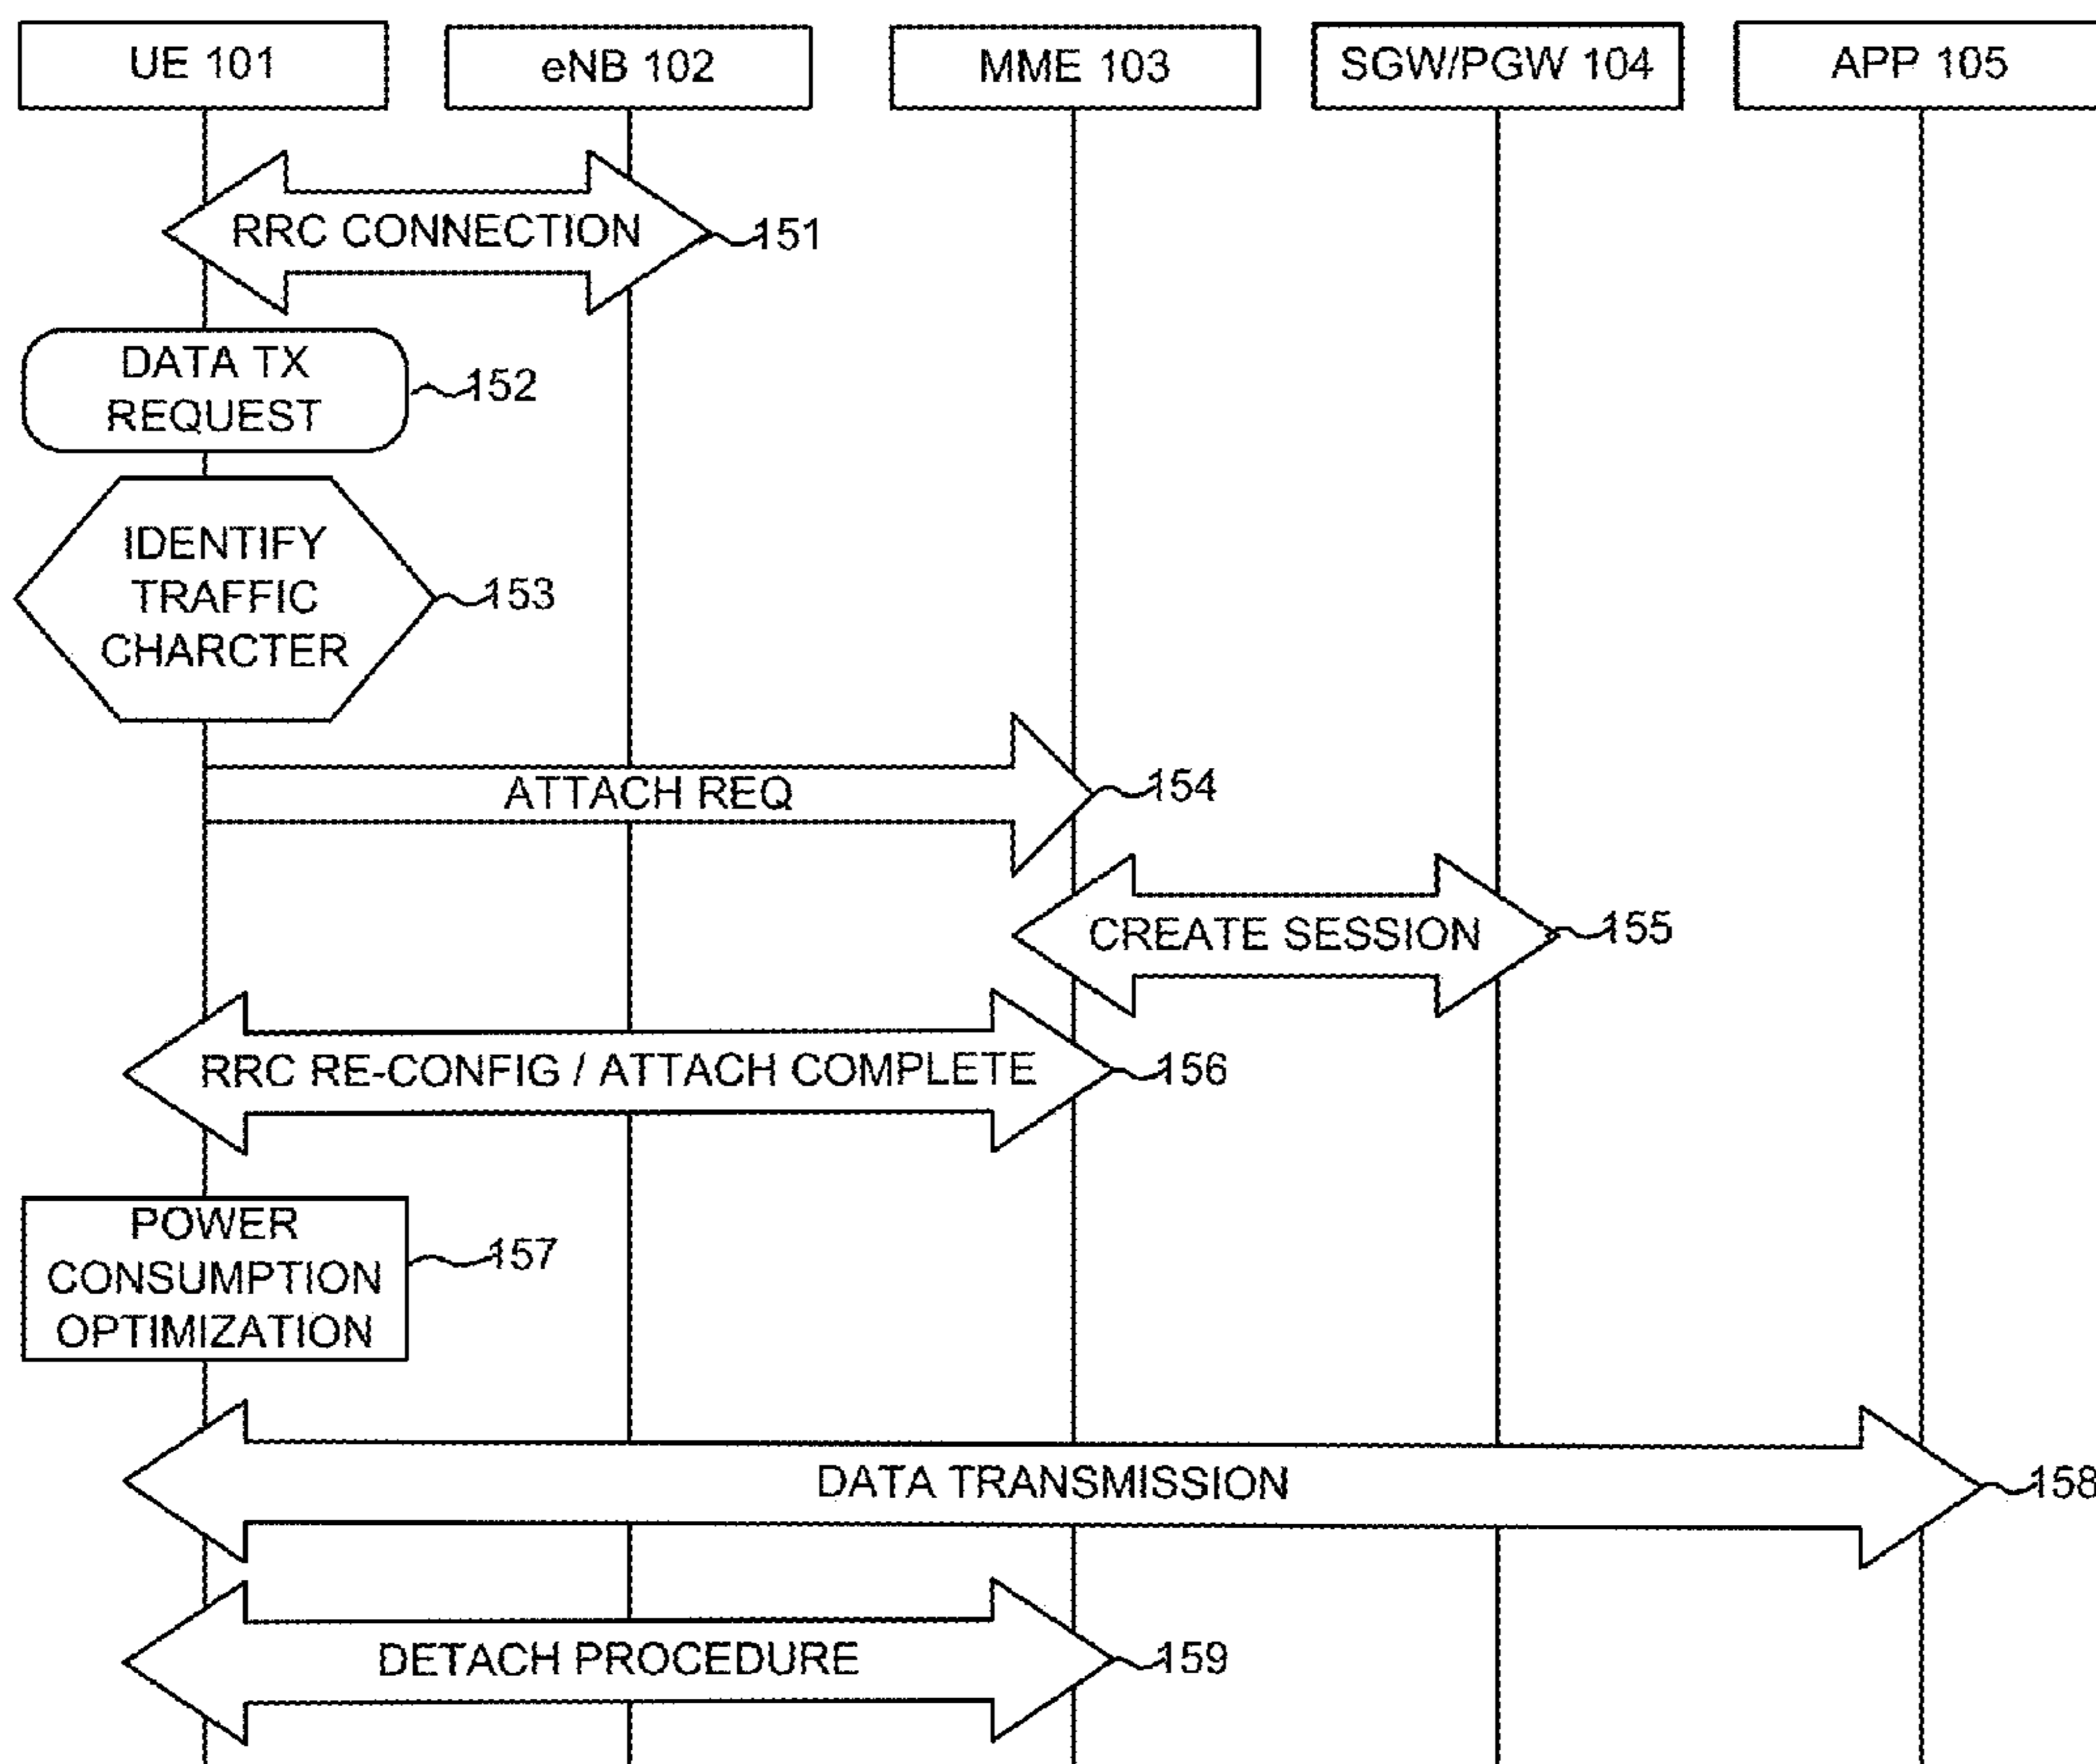 UE 101
eNB 102
MME 103
SGW/PGW 104
APP 105
RRC CONNECTION
151
DATA TX
REQUEST
152
IDENTIFY
TRAFFIC
CHARCTER
153
ATTACH REQ
154
CREATE SESSION
155
RRC RE-CONFIG / ATTACH COMPLETE
156
POWER
CONSUMPTION
OPTIMIZATION
157
DATA TRANSMISSION
158
DETACH PROCEDURE
159